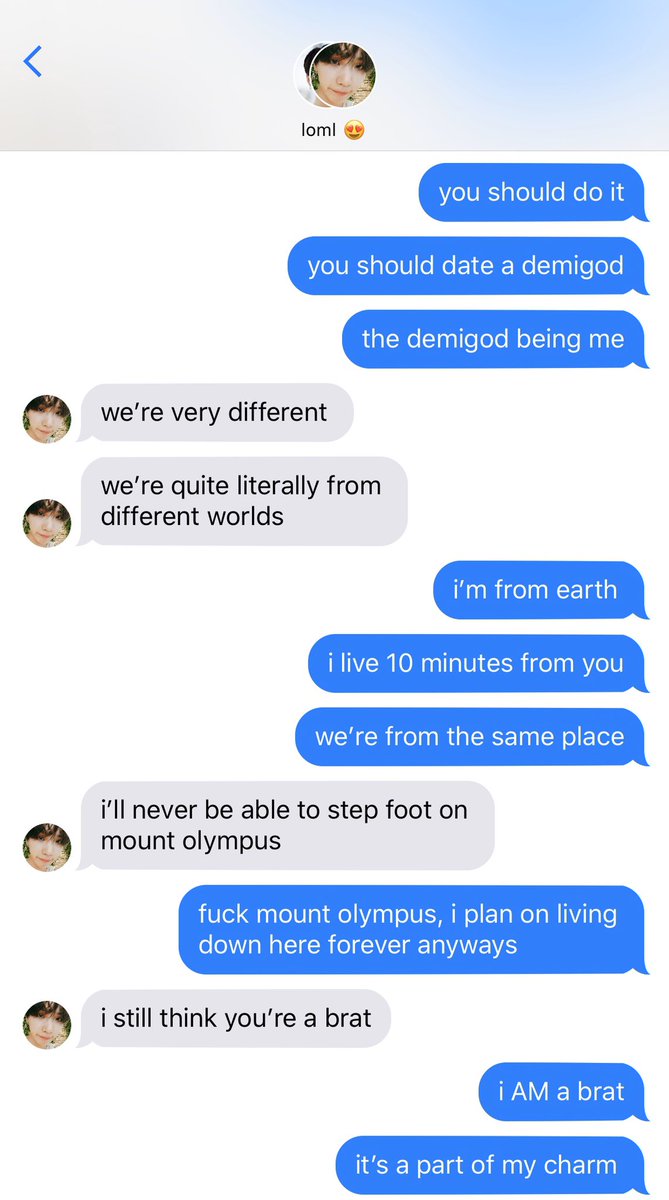 loml 😍
you should do it
you should date a demigod
the demigod being me
we’re very different
we’re quite literally from
different worlds
i’m from earth
i live 10 minutes from you
we’re from the same place
i’ll never be able to step foot on
mount olympus
fuck mount olympus, i plan on living
down here forever anyways
i still think you’re a brat
i AM a brat
it’s a part of my charm